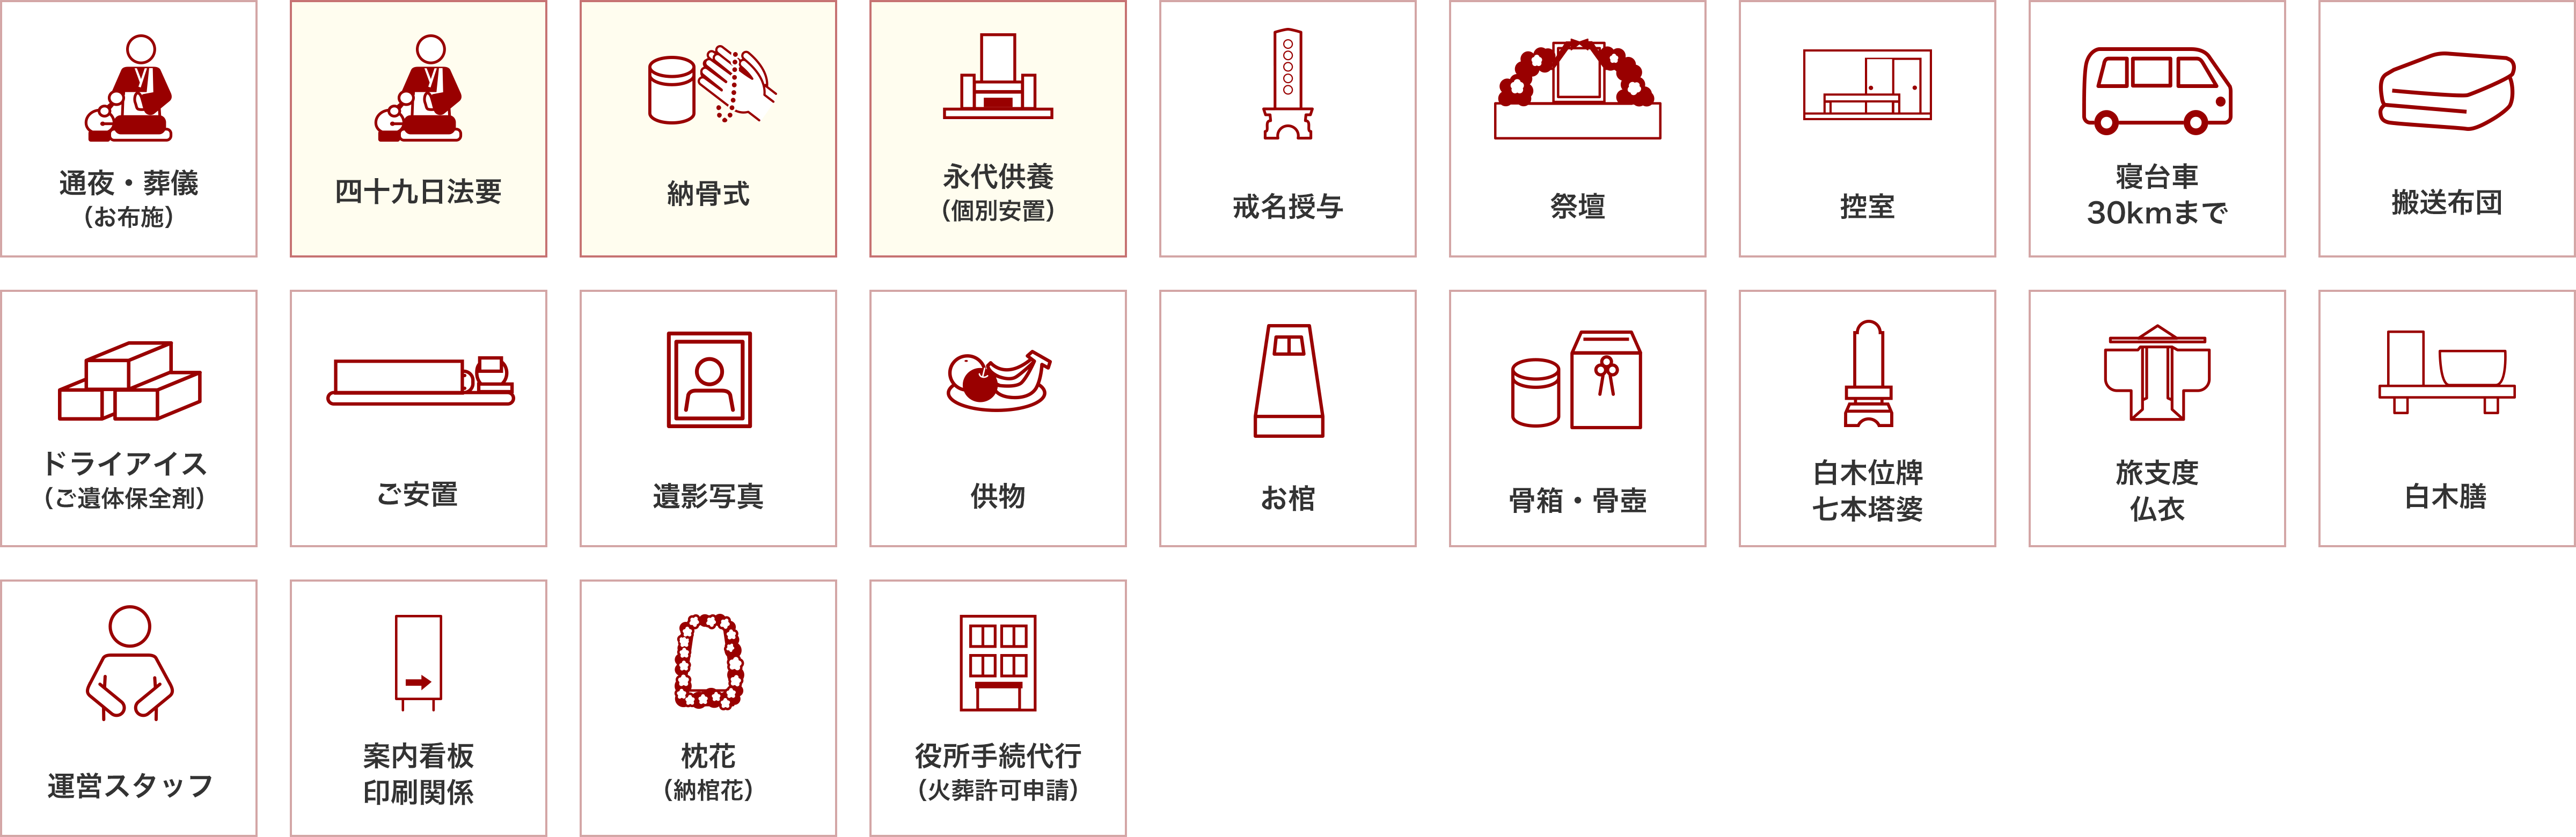 通夜・葬儀
（お布施）
四十九日法要
納骨式
永代供養
（個別安置）
戒名授与
祭壇
控室
寝台車
30kmまで
搬送布団
ドライアイス
（ご遺体保全剤）
ご安置
遺影写真
供物
お棺
骨箱・骨壺
白木位牌
七本塔婆
旅支度
仏衣
白木膳
運営スタッフ
案内看板
印刷関係
枕花
（納棺花）
役所手続代行
（火葬許可申請）